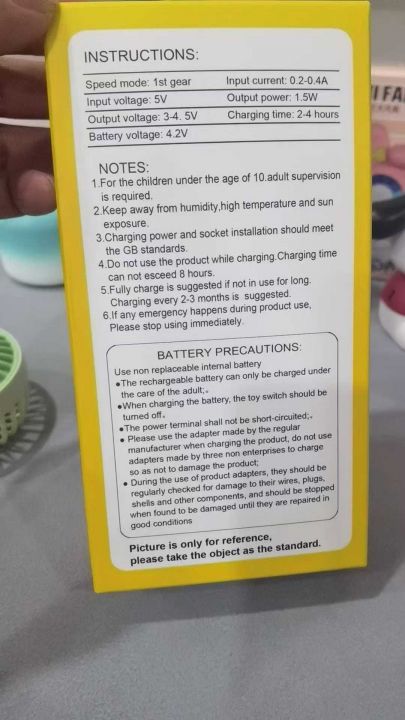 INSTRUCTIONS:
Speed mode: 1st gear Input current: 0.2-0.4A
Input voltage: 5V Output power: 1.5W
Output voltage: 3-4. 5V Charging time: 2-4 hours
Battery voltage: 4.2V
NOTES:
1.For the children under the age of 10.adult supervision
is required.
2.Keep away from humidity,high temperature and sun
exposure.
3.Charging power and socket installation should meet
the GB standards.
4.Do not use the product while charging.Charging time
can not exceed 8 hours.
5.Fully charge is suggested if not in use for long.
Charging every 2-3 months is suggested.
6.If any emergency happens during product use,
Please stop using immediately.
BATTERY PRECAUTIONS:
Use non replaceable internal battery
●The rechargeable battery can only be charged under
the care of the adult;。
●When charging the battery, the toy switch should be
turned off。
●The power terminal shall not be short-circuited;。
● Please use the adapter made by the regular
manufacturer when charging the product, do not use
adapters made by three non enterprises to charge
so as not to damage the product;
● During the use of product adapters, they should be
regularly checked for damage to their wires, plugs,
shells and other components, and should be stopped
when found to be damaged until they are repaired in
good conditions
Picture is only for reference,
please take the object as the standard.